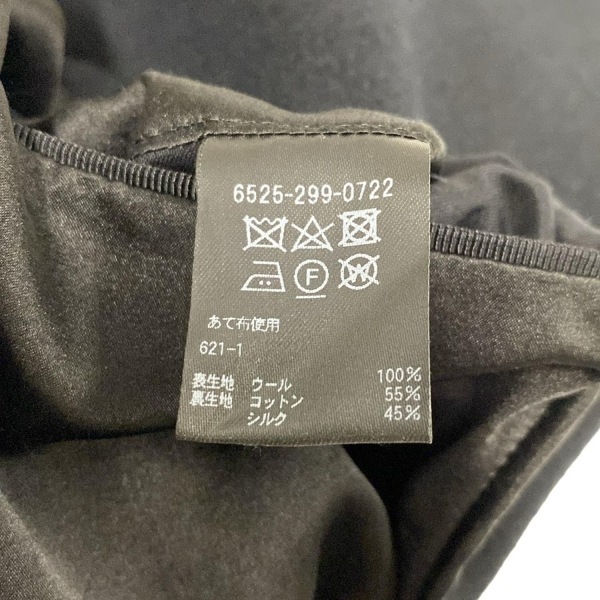 6525-299-0722
F W
あて布使用
621-1
表生地 ウール 100%
裏生地 コットン 55%
シルク 45%